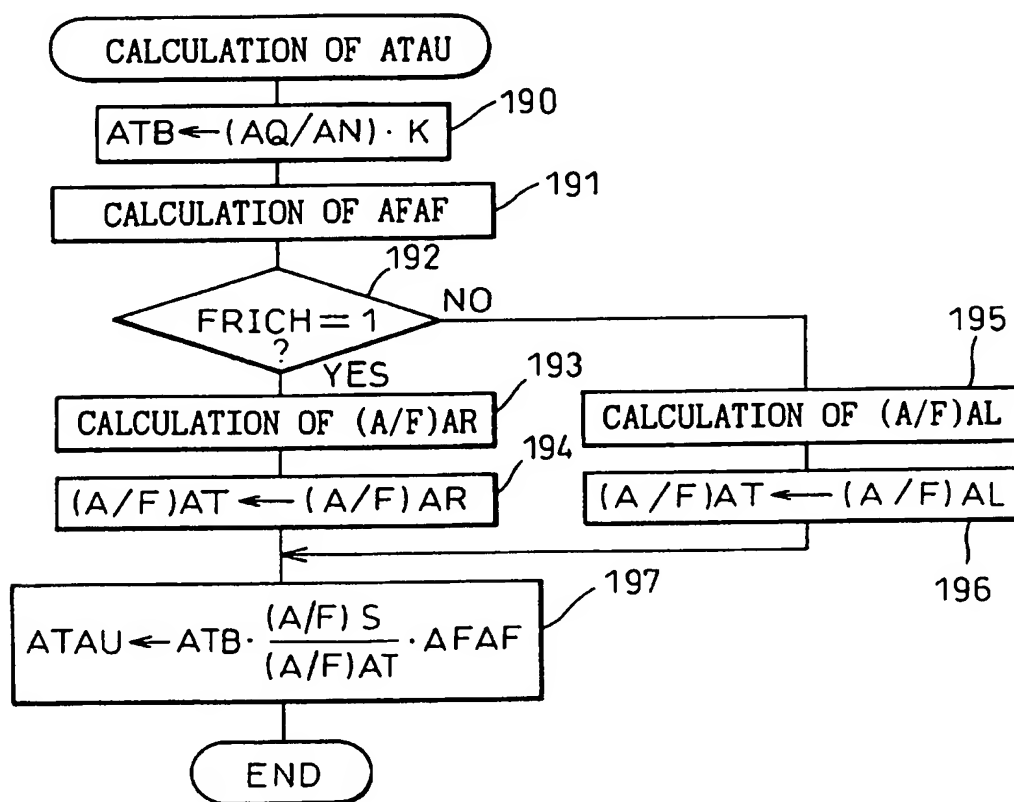 CALCULATION OF ATAU
190
ATB←(AQ/AN)·K
191
CALCULATION OF AFAF
192
FRICH=1
?
NO
YES
193
CALCULATION OF (A/F)AR
194
(A/F)AT←(A/F)AR
195
CALCULATION OF (A/F)AL
(A/F)AT←(A/F)AL
196
197
ATAU←ATB·(A/F)S/(A/F)AT·AFAF
END